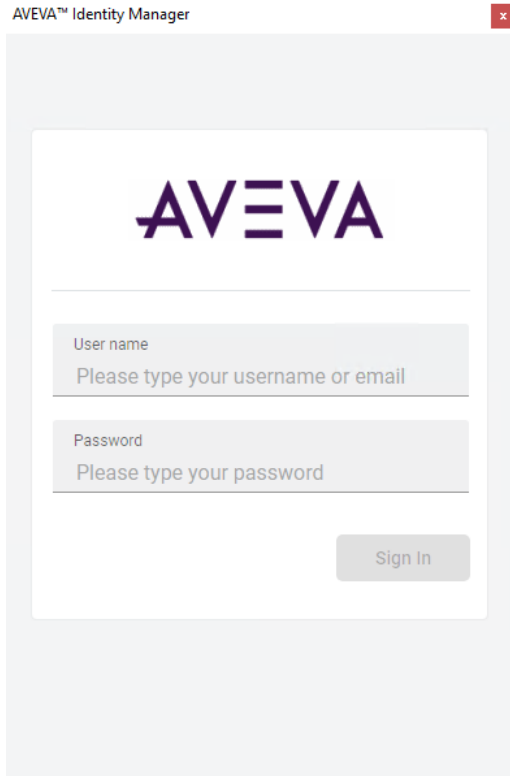 AVEVA™ Identity Manager
x
AVEVA
User name
Please type your username or email
Password
Please type your password
Sign In